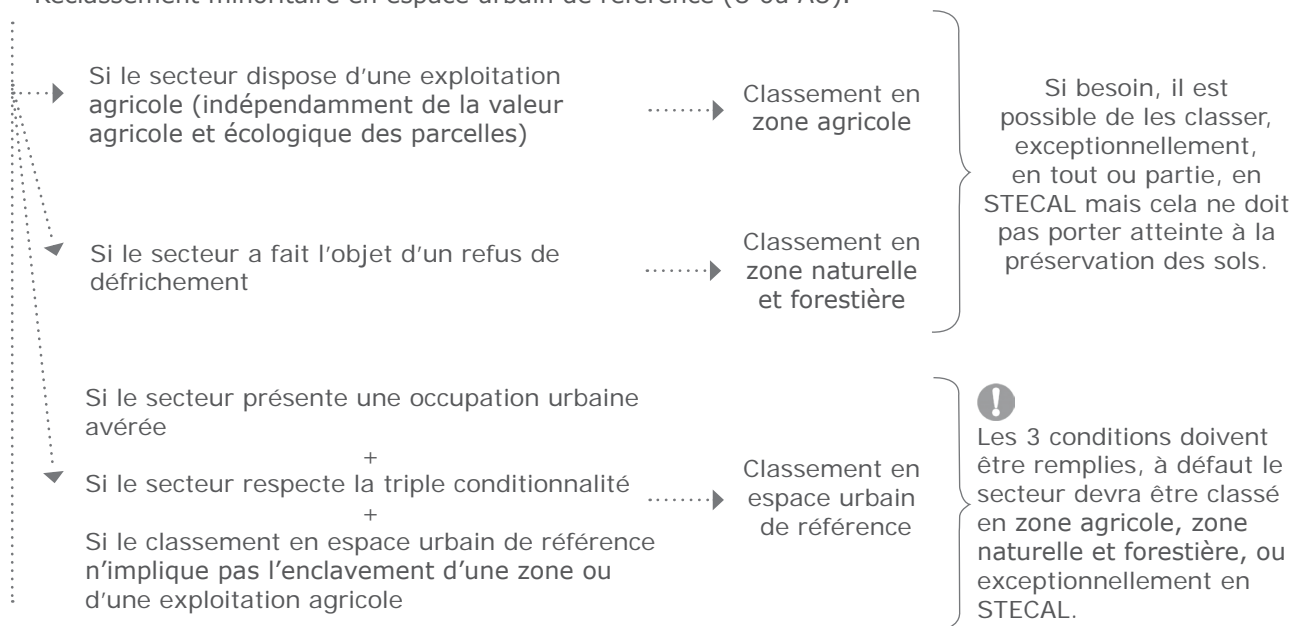 Reclassement minoritaire en espace urbain de référence (U ou AU).
Si le secteur dispose d'une exploitation
agricole (indépendamment de la valeur
agricole et écologique des parcelles)
Classement en
zone agricole
Si besoin, il est
possible de les classer,
exceptionnellement,
en tout ou partie, en
STECAL mais cela ne doit
pas porter atteinte à la
préservation des sols.
Si le secteur a fait l'objet d'un refus de
défrichement
Classement en
zone naturelle
et forestière
Si le secteur présente une occupation urbaine
avérée
+
Si le secteur respecte la triple conditionnalité
+
Si le classement en espace urbain de référence
n'implique pas l'enclavement d'une zone ou
d'une exploitation agricole
Classement en
espace urbain
de référence
!
Les 3 conditions doivent
être remplies, à défaut le
secteur devra être classé
en zone agricole, zone
naturelle et forestière, ou
exceptionnellement en
STECAL.